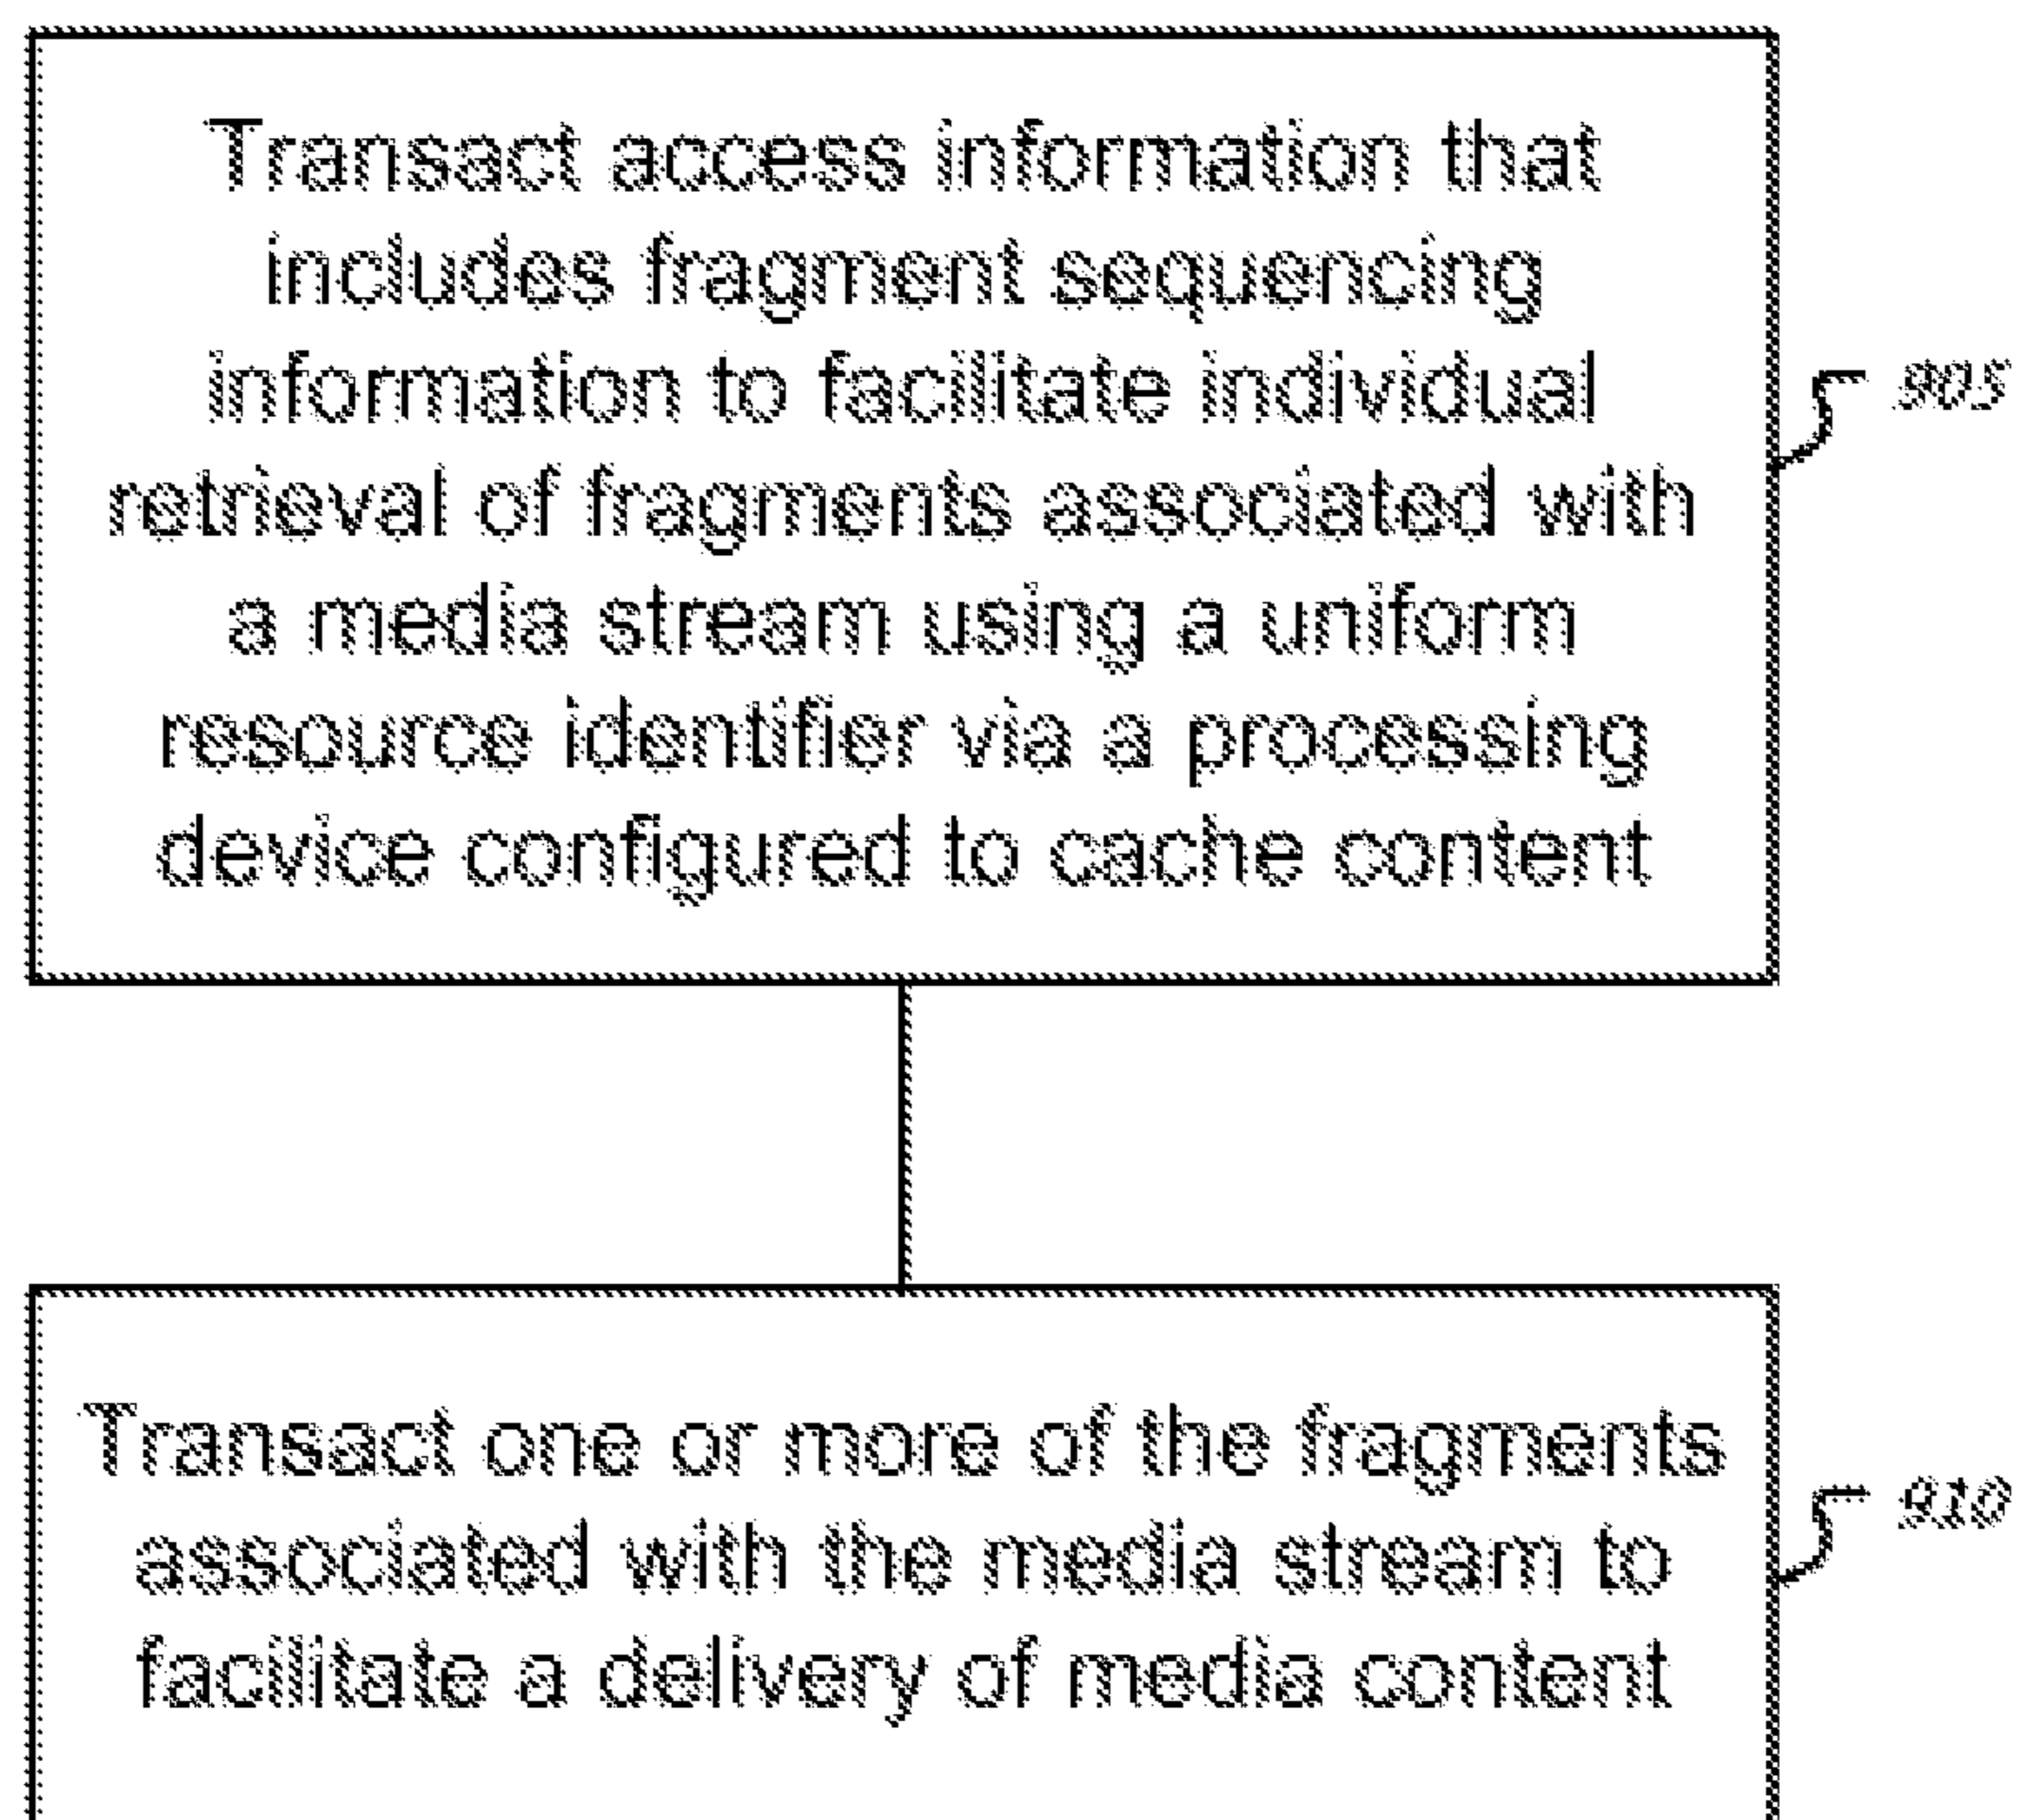 Transact access information that
includes fragment sequencing
information to facilitate individual
retrieval of fragments associated with
a media stream using a uniform
resource identifier via a processing
device configured to cache content
905
Transact one or more of the fragments
associated with the media stream to
facilitate a delivery of media content
910